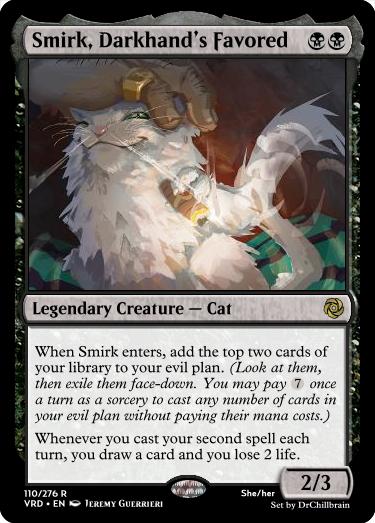 Smirk, Darkhand's Favored
Legendary Creature — Cat
When Smirk enters, add the top two cards of
your library to your evil plan. (Look at them,
then exile them face-down. You may pay 7 once
a turn as a sorcery to cast any number of cards in
your evil plan without paying their mana costs.)
Whenever you cast your second spell each
turn, you draw a card and you lose 2 life.
2/3
110/276 R
She/her
VRD • EN Jeremy Guerrieri
Set by DrChillbrain